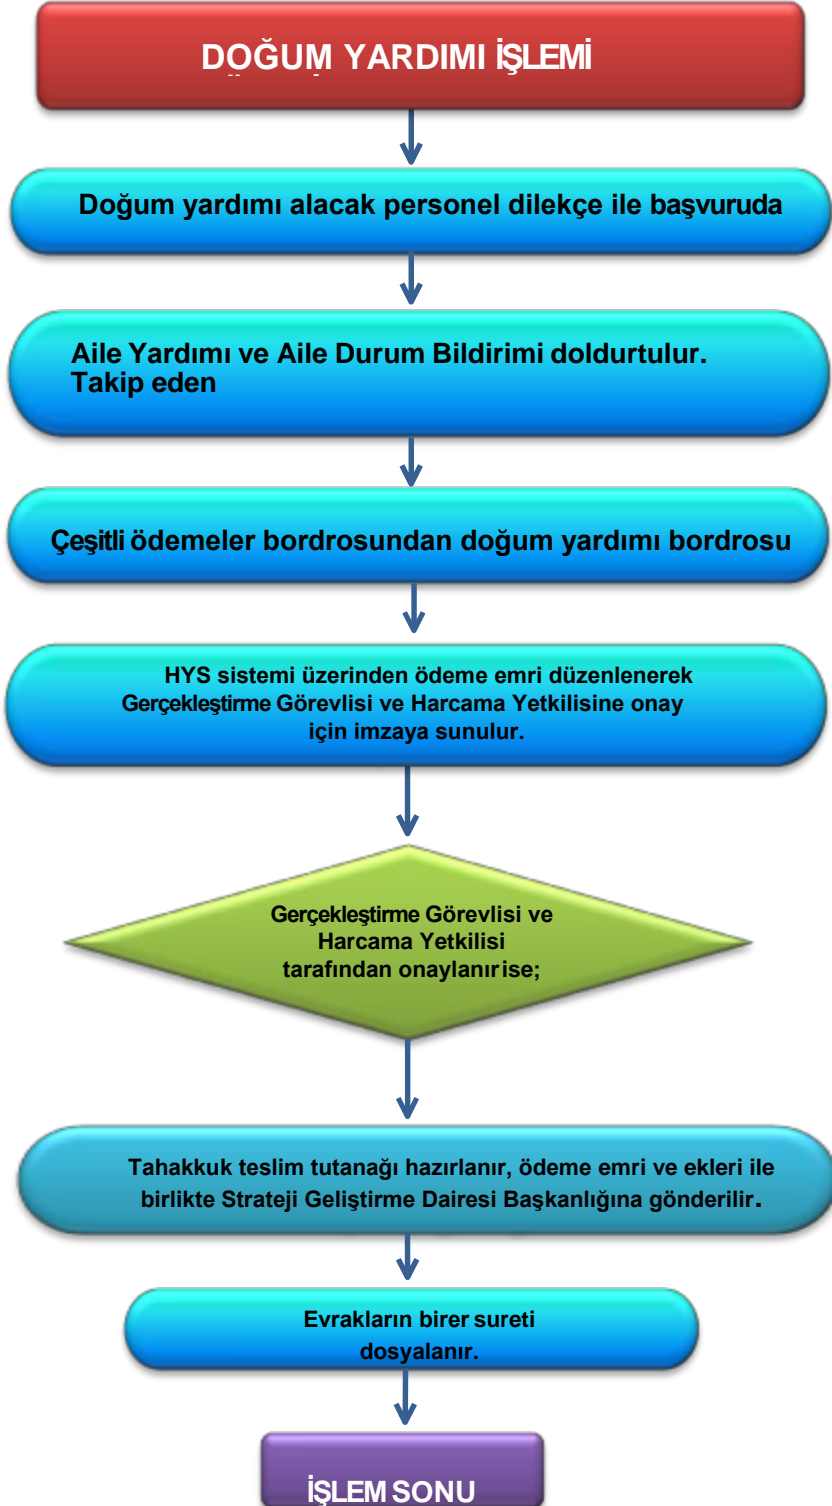 DOĞUM YARDIMI İŞLEMİ
Doğum yardımı alacak personel dilekçe ile başvuruda
Aile Yardımı ve Aile Durum Bildirimi doldurtulur.
Takip eden
Çeşitli ödemeler bordrosundan doğum yardımı bordrosu
HYS sistemi üzerinden ödeme emri düzenlenerek
Gerçekleştirme Görevlisi ve Harcama Yetkilisine onay
için imzaya sunulur.
Gerçekleştirme Görevlisi ve
Harcama Yetkilisi
tarafından onaylanır ise;
Tahakkuk teslim tutanağı hazırlanır, ödeme emri ve ekleri ile
birlikte Strateji Geliştirme Dairesi Başkanlığına gönderilir.
Evrakların birer sureti
dosyalanır.
İŞLEM SONU